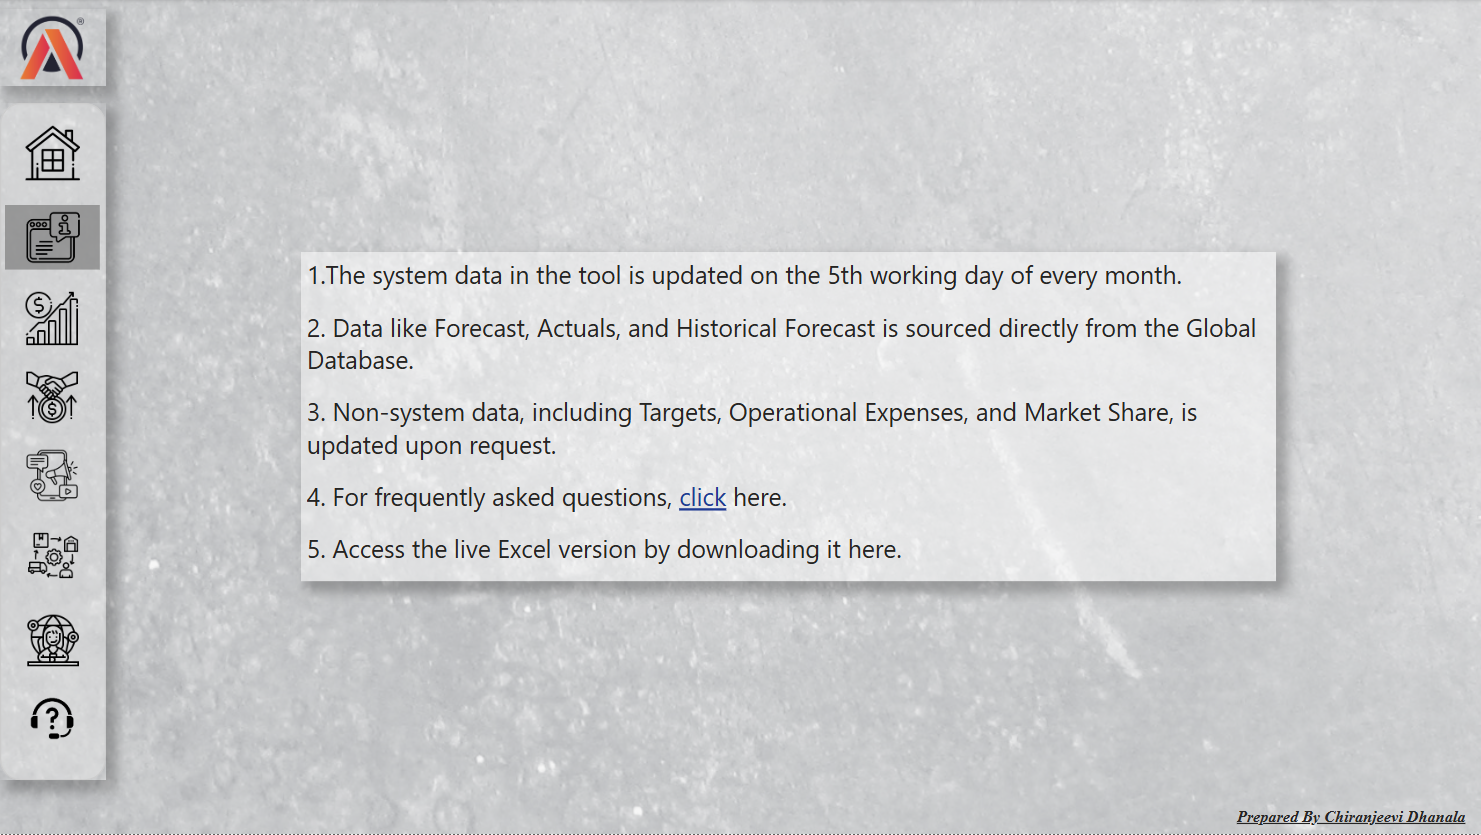 1.The system data in the tool is updated on the 5th working day of every month.
2. Data like Forecast, Actuals, and Historical Forecast is sourced directly from the Global
Database.
3. Non-system data, including Targets, Operational Expenses, and Market Share, is
updated upon request.
4. For frequently asked questions, click here.
5. Access the live Excel version by downloading it here.
Prepared By Chiranjeevi Dhanala